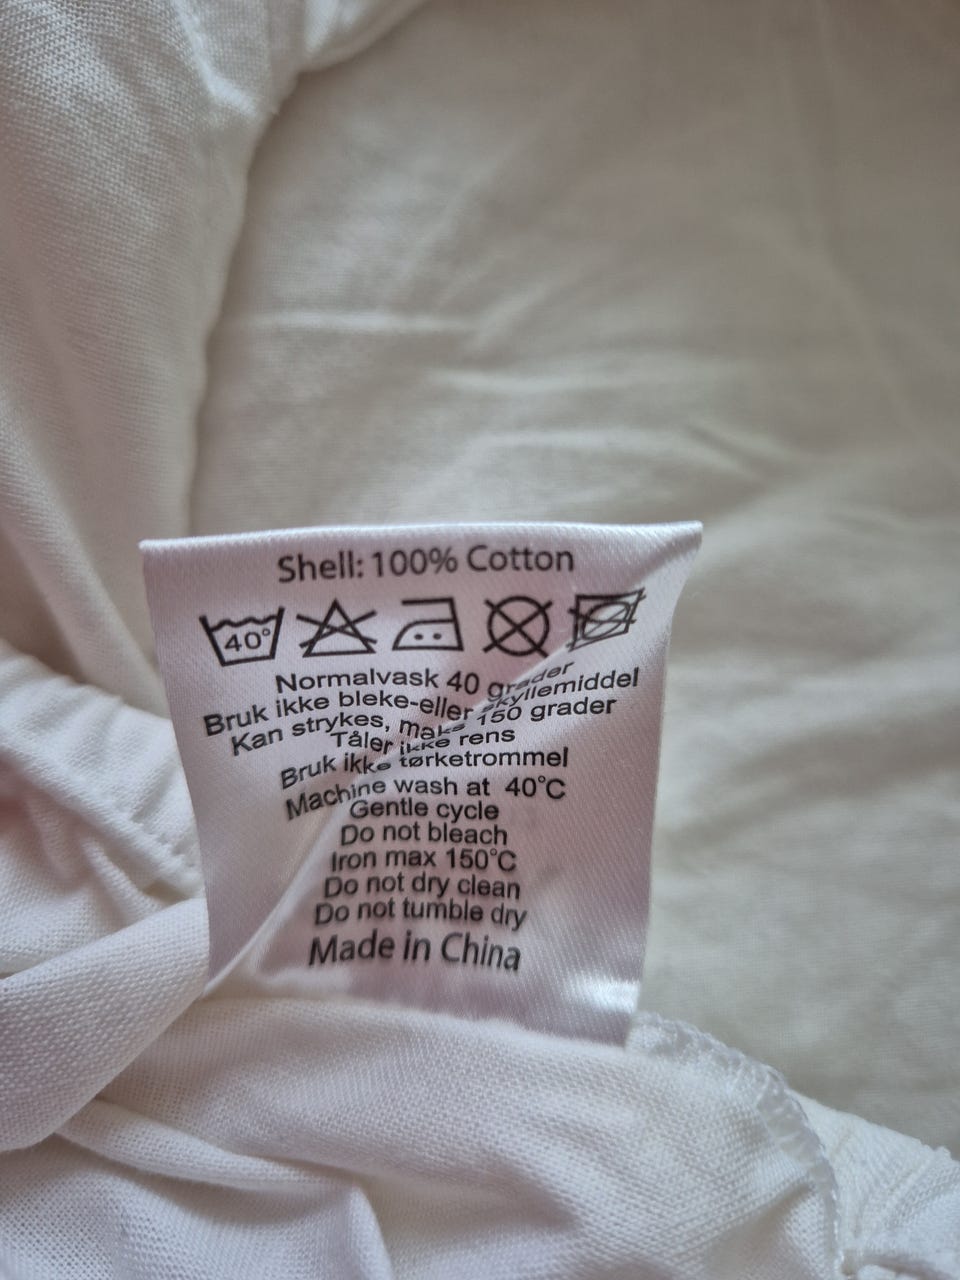 Shell: 100% Cotton
40°
Normalvask 40 grader
Bruk ikke bleke-eller skyllemiddel
Kan strykes, maks 150 grader
Tåler ikke rens
Bruk ikke tørketrommel
Machine wash at 40°C
Gentle cycle
Do not bleach
Iron max 150°C
Do not dry clean
Do not tumble dry
Made in China